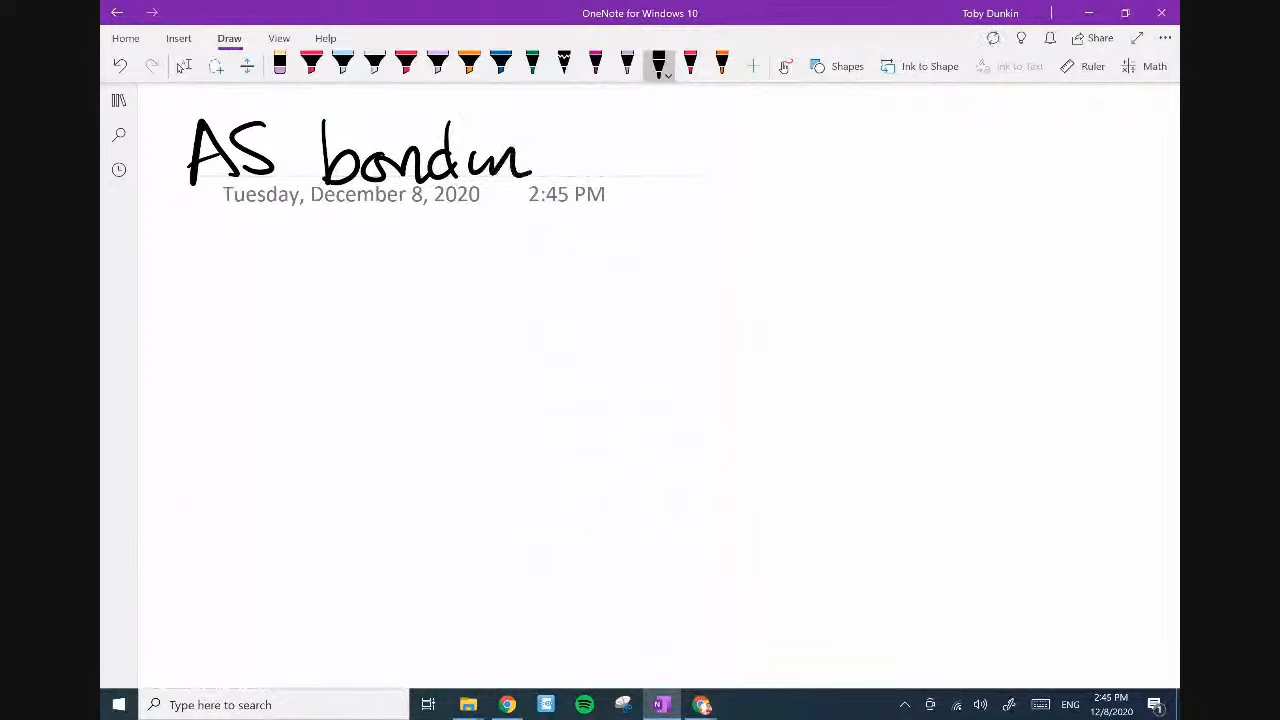 OneNote for Windows 10
Toby Dunkin
Home Insert Draw View Help
Share
Shapes Ink to Shape Ink to Text Ruler Math
AS bondin
Tuesday, December 8, 2020 2:45 PM
Type here to search
ENG
2:45 PM
12/8/2020